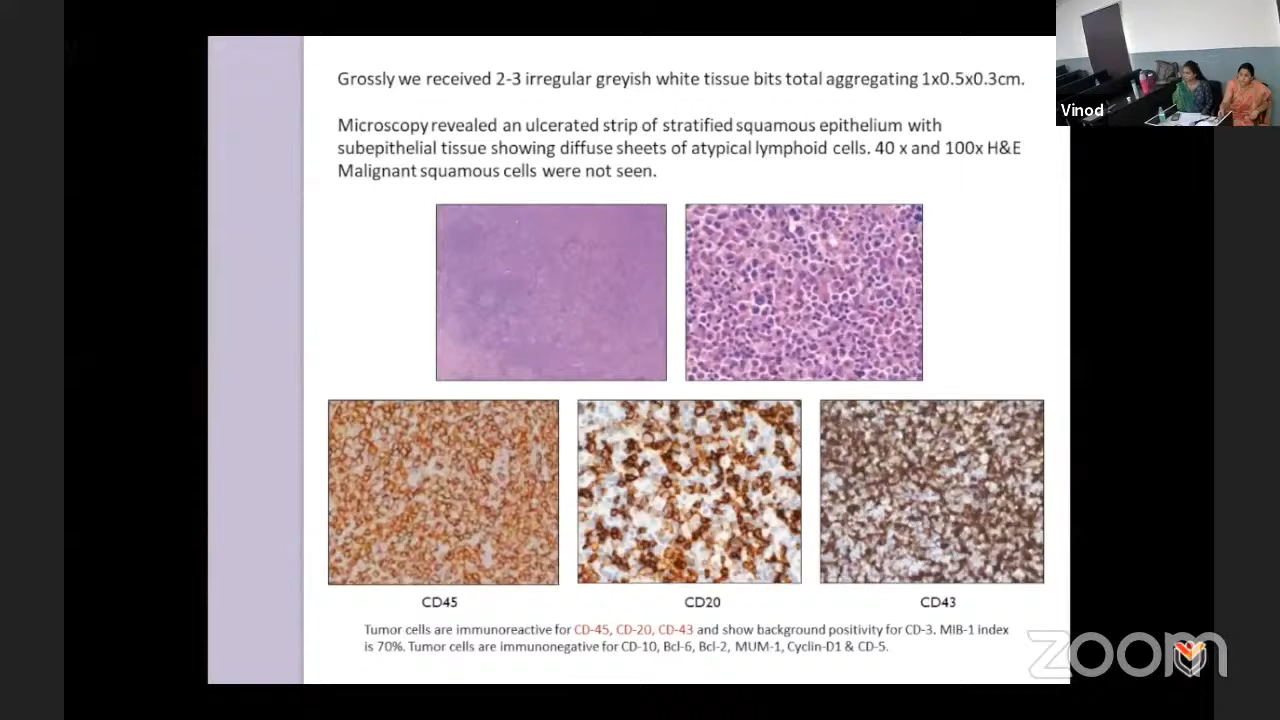 Grossly we received 2-3 irregular greyish white tissue bits total aggregating 1x0.5x0.3cm.
Microscopy revealed an ulcerated strip of stratified squamous epithelium with
subepithelial tissue showing diffuse sheets of atypical lymphoid cells. 40 x and 100x H&E
Malignant squamous cells were not seen.
Vinod
CD45
CD20
CD43
Tumor cells are immunoreactive for CD-45, CD-20, CD-43 and show background positivity for CD-3. MIB-1 index
is 70%. Tumor cells are immunonegative for CD-10, Bcl-6, Bcl-2, MUM-1, Cyclin-D1 & CD-5.
zoom